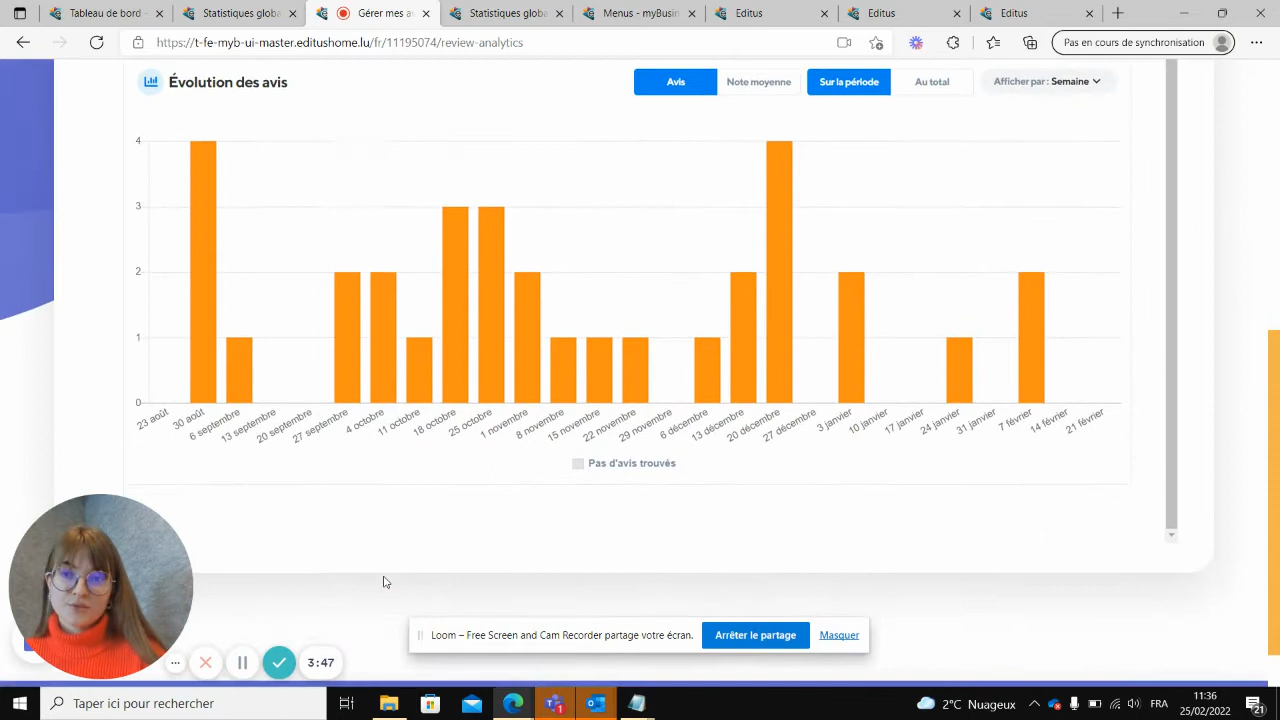 Tableau de bord
Statistiques globa
Gérer mes av
Statistiques globa
Menus - myBusin
Editus
Editus
Editus
https://t-fe-myb-ui-master.editushome.lu/fr/11195074/review-analytics
Pas en cours de synchronisation
Évolution des avis
Avis
Note moyenne
Sur la période
Au total
Afficher par : Semaine
4
3
2
1
0
23 août
30 août
6 septembre
13 septembre
20 septembre
27 septembre
4 octobre
11 octobre
18 octobre
25 octobre
1 novembre
8 novembre
15 novembre
22 novembre
29 novembre
6 décembre
13 décembre
20 décembre
27 décembre
3 janvier
10 janvier
17 janvier
24 janvier
31 janvier
7 février
14 février
21 février
Pas d'avis trouvés
Loom – Free Screen and Cam Recorder partage votre écran.
Arrêter le partage
Masquer
3:47
Taper ici pour rechercher
2°C Nuageux
FRA
11:36
25/02/2022
21
1